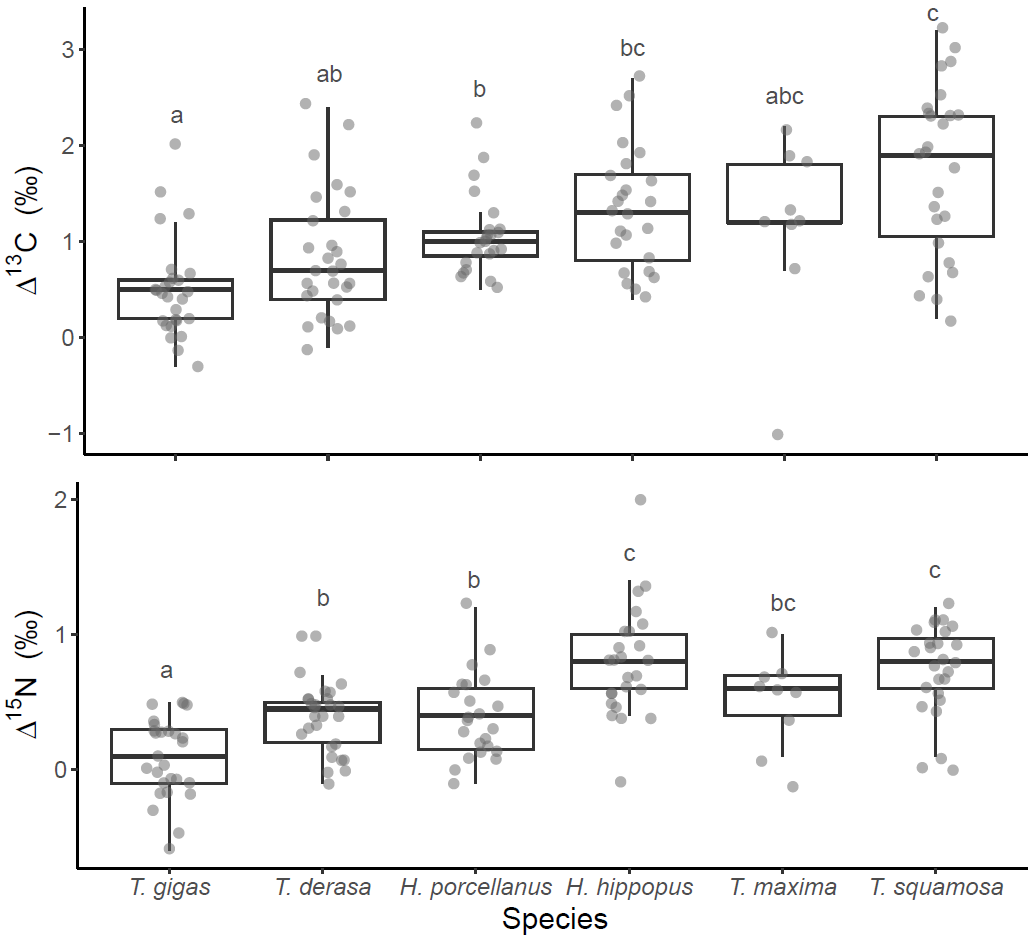 c
3
bc
ab
abc
b
a
2
Δ13C (‰)
1
0
−1
2
c
c
b
b
bc
a
1
Δ15N (‰)
0
T. gigas T. derasa H. porcellanus H. hippopus T. maxima T. squamosa
Species